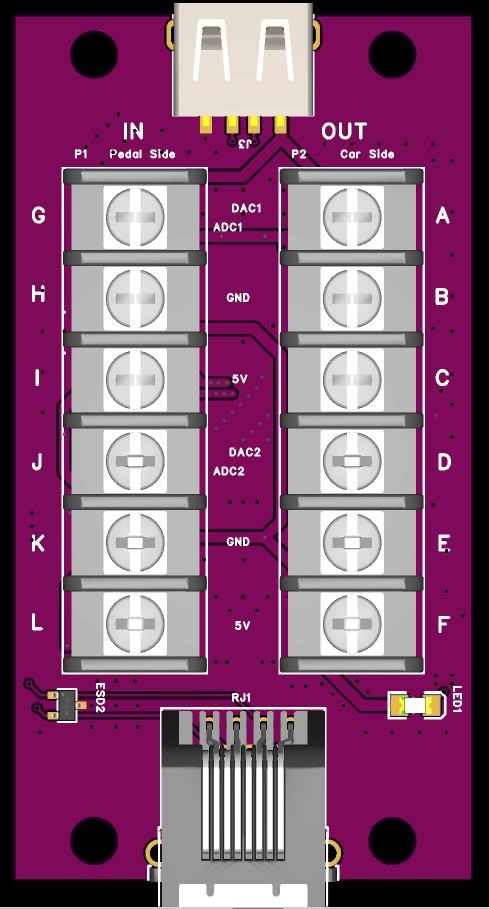 J3
IN OUT
P1 Pedal Side P2 Car Side
G DAC1 A
ADC1
H GND B
I 5V C
J DAC2 D
ADC2
K GND E
L 5V F
ESD2 RJ1 LED1